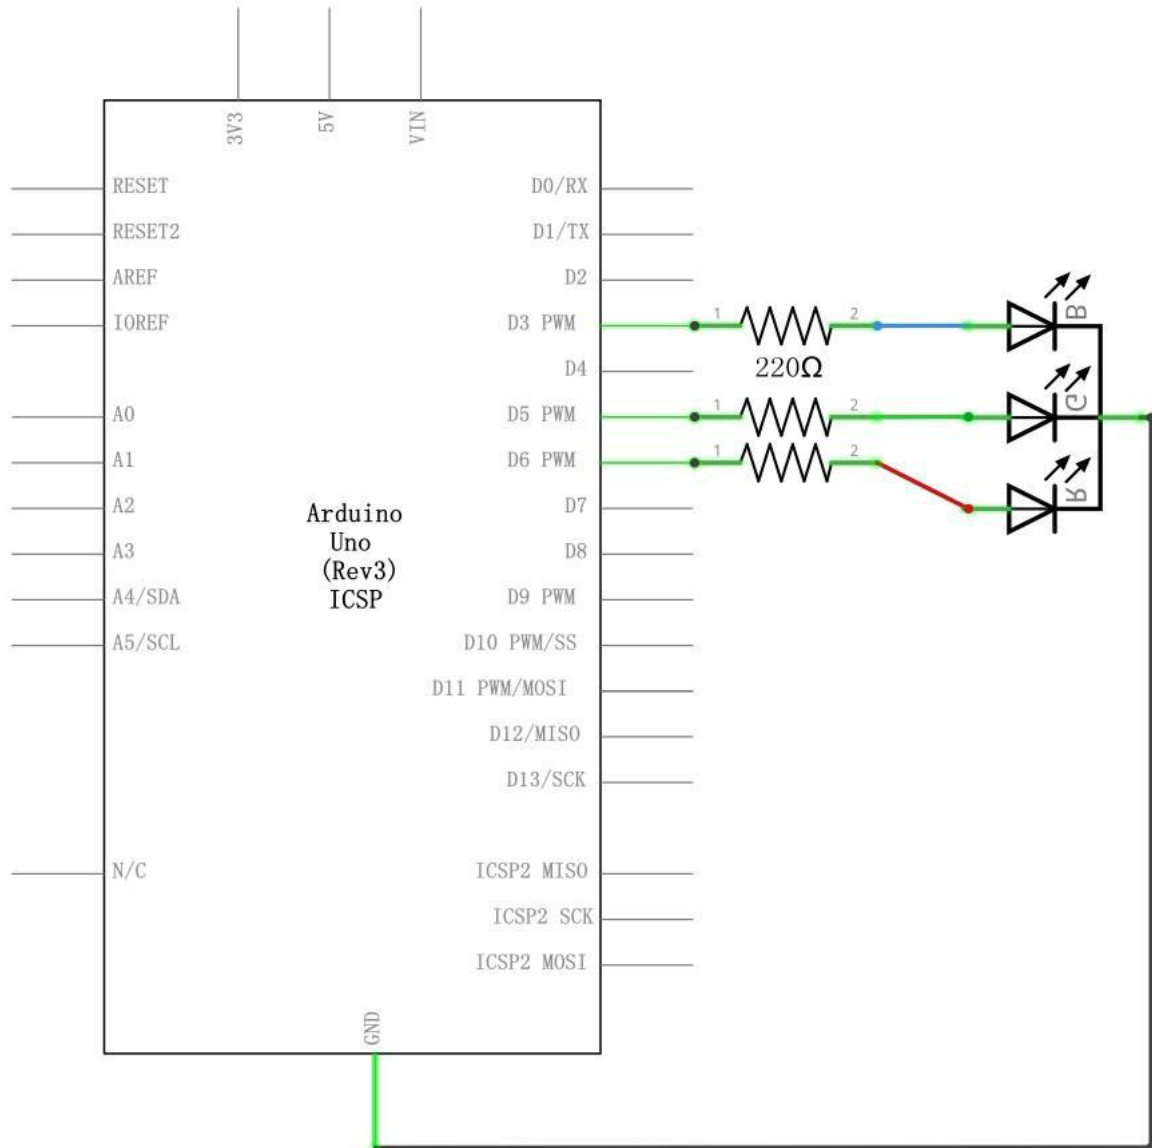 3V3 5V VIN
RESET D0/RX
RESET2 D1/TX
AREF D2
IOREF D3 PWM 1 2 B
220Ω
D4
A0 D5 PWM 1 2 G
A1 D6 PWM 1 2
A2 D7 R
Arduino
Uno
(Rev3)
ICSP
A3 D8
A4/SDA D9 PWM
A5/SCL D10 PWM/SS
D11 PWM/MOSI
D12/MISO
D13/SCK
N/C ICSP2 MISO
ICSP2 SCK
ICSP2 MOSI
GND